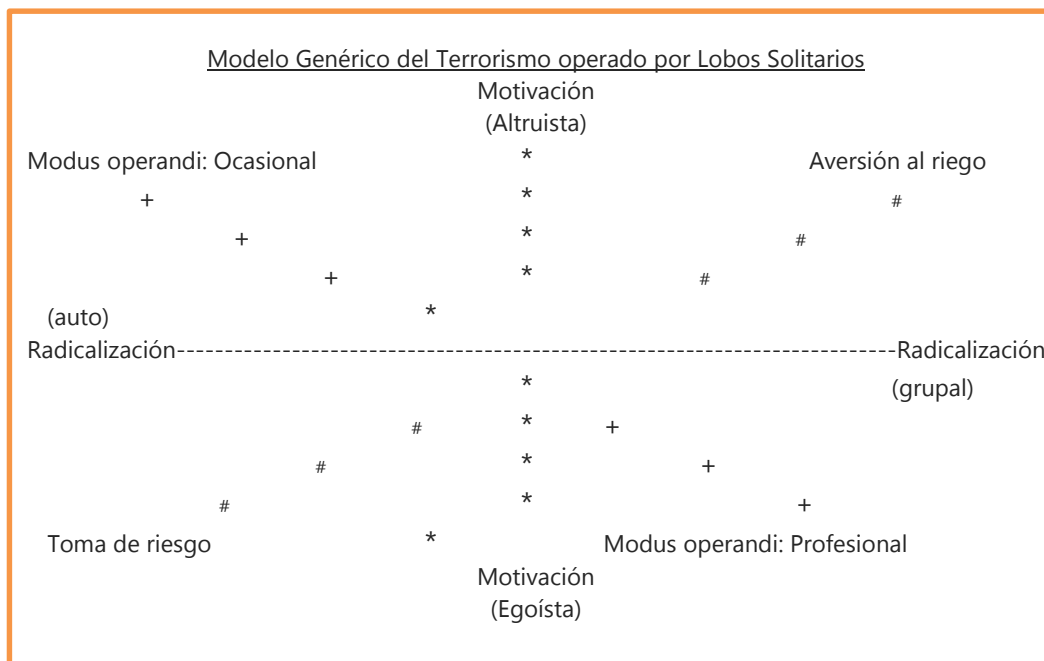 Modelo Genérico del Terrorismo operado por Lobos Solitarios
Motivación
(Altruista)
Modus operandi: Ocasional * Aversión al riego
+ * #
+ * #
+ * #
(auto) *
Radicalización---------------------------------------------------------------------------Radicalización
* (grupal)
# * +
# * +
# * +
Toma de riesgo * Modus operandi: Profesional
Motivación
(Egoísta)